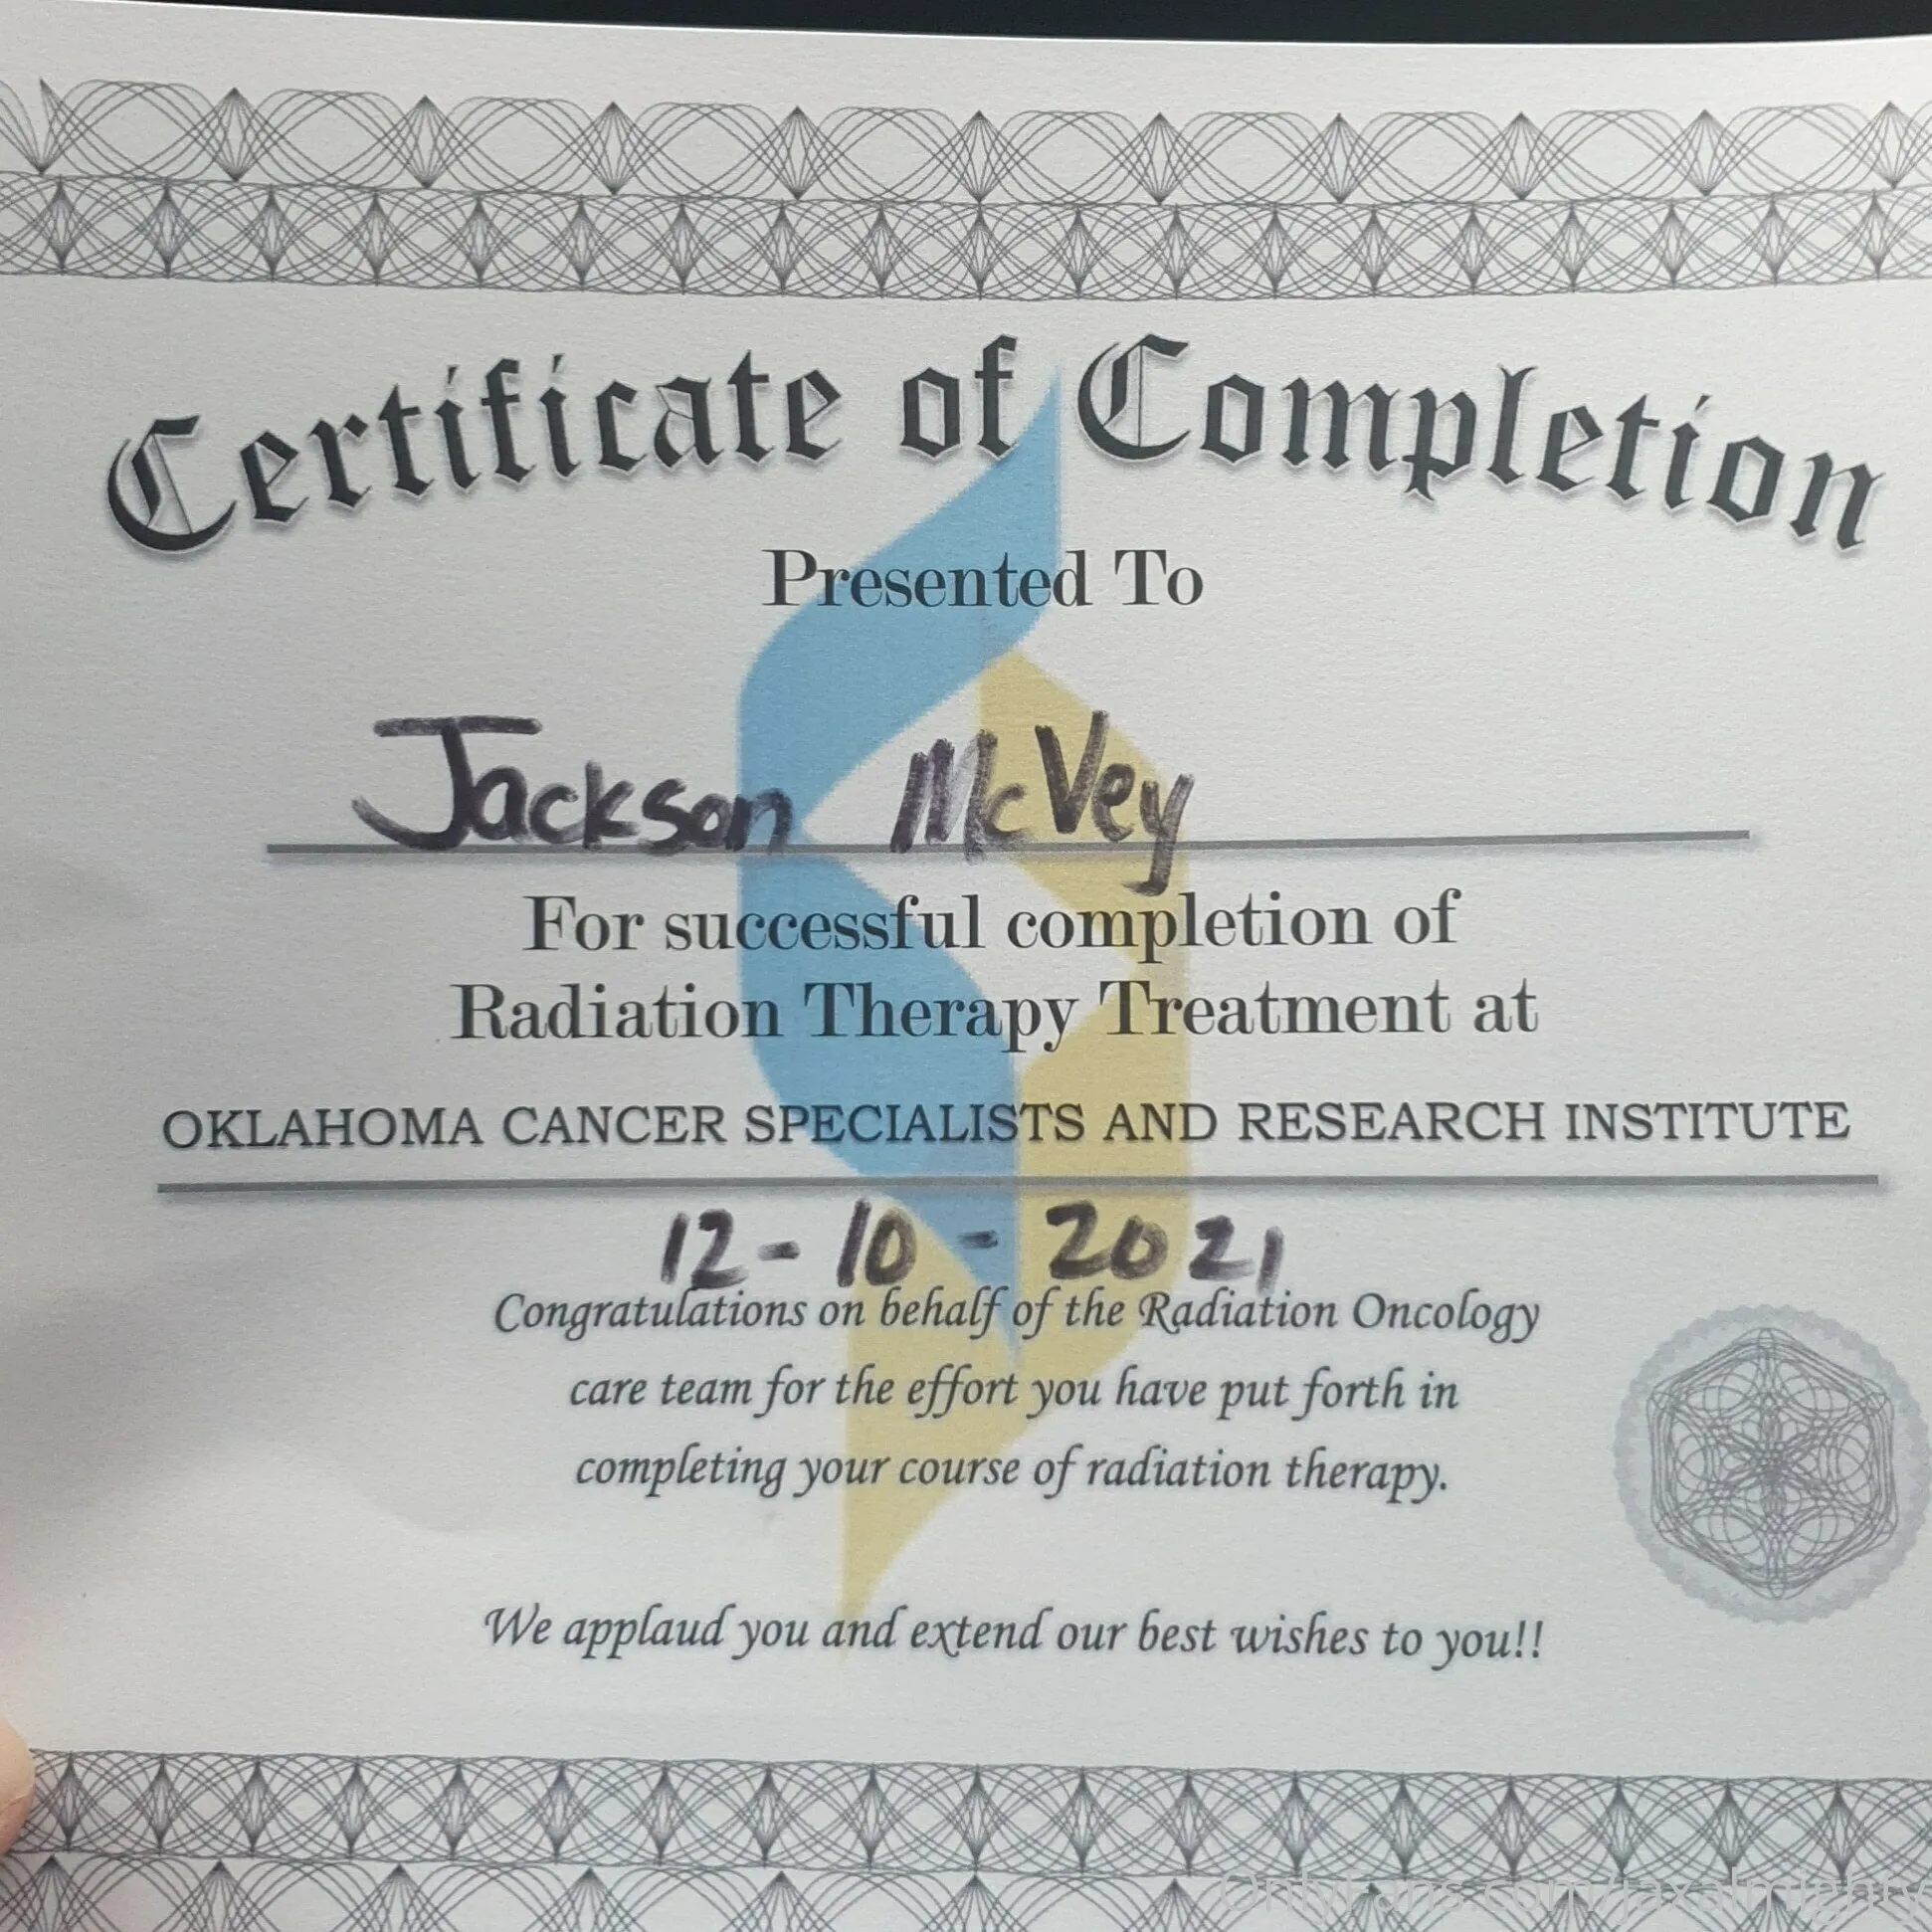 Certificate of Completion
Presented To
Jackson McVey
For successful completion of
Radiation Therapy Treatment at
OKLAHOMA CANCER SPECIALISTS AND RESEARCH INSTITUTE
12-10-2021
Congratulations on behalf of the Radiation Oncology
care team for the effort you have put forth in
completing your course of radiation therapy.
We applaud you and extend our best wishes to you!!
OnlyFans.com/jaxalmighty